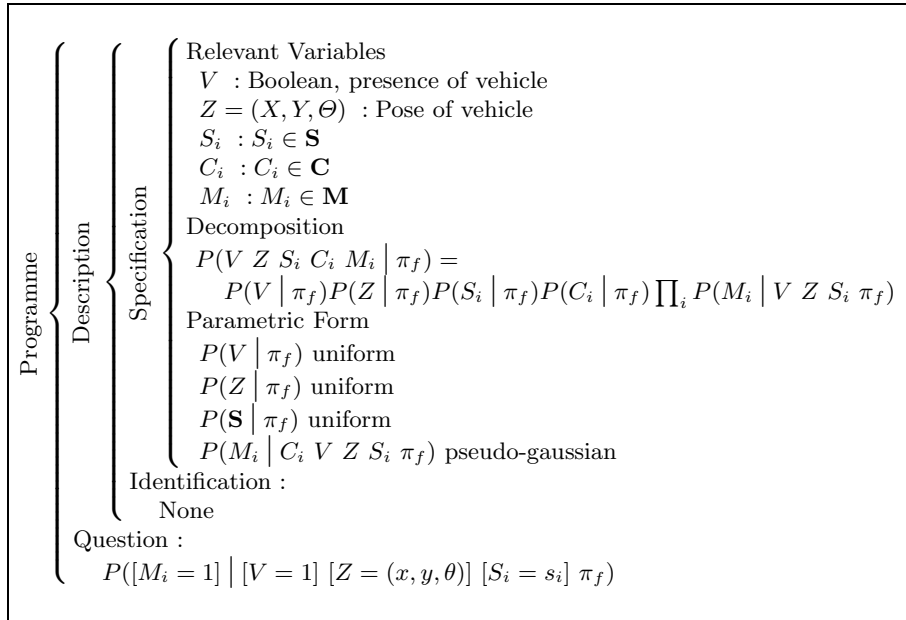 Programme
Description
Specification
Relevant Variables
V : Boolean, presence of vehicle
Z = (X, Y, Θ) : Pose of vehicle
S_i : S_i ∈ **S**
C_i : C_i ∈ **C**
M_i : M_i ∈ **M**
Decomposition
P(V Z S_i C_i M_i | π_f) =
P(V | π_f)P(Z | π_f)P(S_i | π_f)P(C_i | π_f) ∏_i P(M_i | V Z S_i π_f)
Parametric Form
P(V | π_f) uniform
P(Z | π_f) uniform
P(**S** | π_f) uniform
P(M_i | C_i V Z S_i π_f) pseudo-gaussian
Identification :
None
Question :
P([M_i = 1] | [V = 1] [Z = (x, y, θ)] [S_i = s_i] π_f)